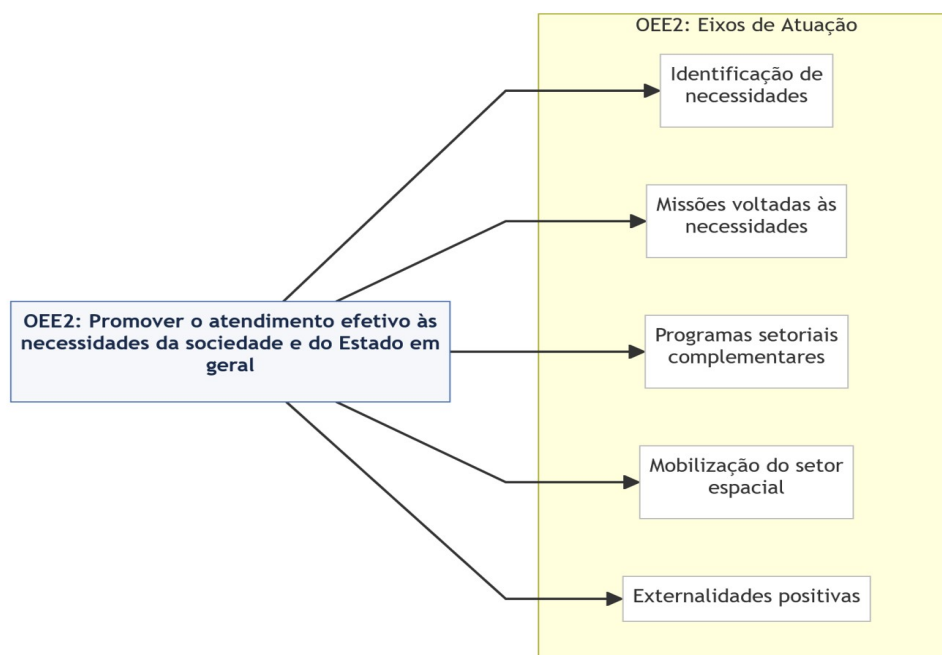 OEE2: Eixos de Atuação
Identificação de
necessidades
Missões voltadas às
necessidades
OEE2: Promover o atendimento efetivo às
necessidades da sociedade e do Estado em
geral
Programas setoriais
complementares
Mobilização do setor
espacial
Externalidades positivas